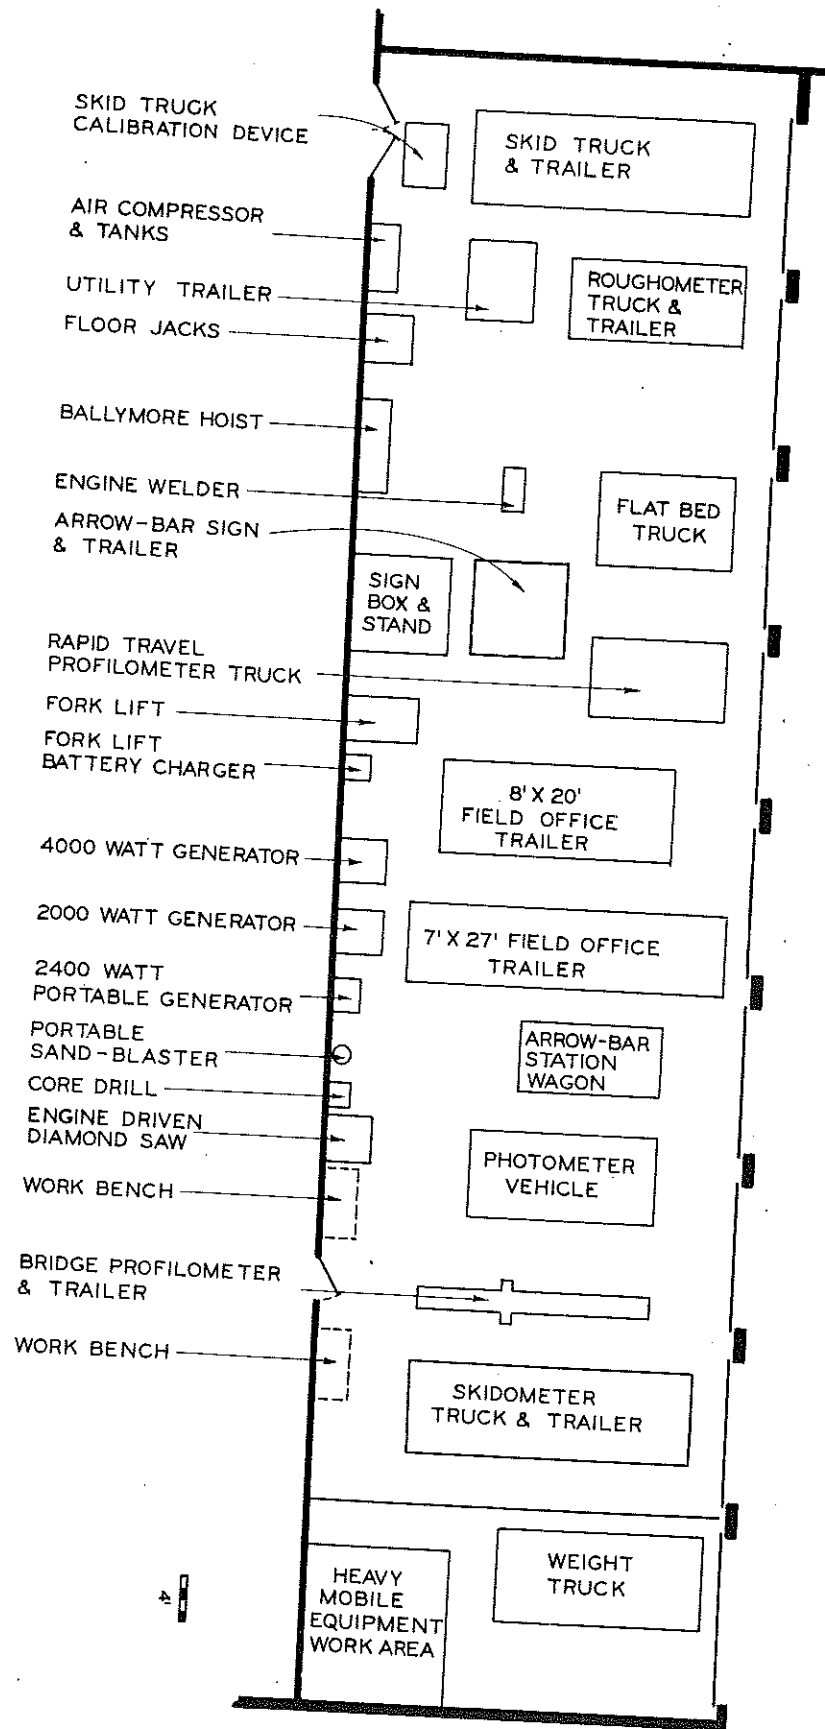 SKID TRUCK
CALIBRATION DEVICE
SKID TRUCK
& TRAILER
AIR COMPRESSOR
& TANKS
UTILITY TRAILER
ROUGHOMETER
TRUCK &
TRAILER
FLOOR JACKS
BALLYMORE HOIST
ENGINE WELDER
FLAT BED
TRUCK
ARROW-BAR SIGN
& TRAILER
SIGN
BOX &
STAND
RAPID TRAVEL
PROFILOMETER TRUCK
FORK LIFT
FORK LIFT
BATTERY CHARGER
8' X 20'
FIELD OFFICE
TRAILER
4000 WATT GENERATOR
2000 WATT GENERATOR
7' X 27' FIELD OFFICE
TRAILER
2400 WATT
PORTABLE GENERATOR
PORTABLE
SAND-BLASTER
ARROW-BAR
STATION
WAGON
CORE DRILL
ENGINE DRIVEN
DIAMOND SAW
PHOTOMETER
VEHICLE
WORK BENCH
BRIDGE PROFILOMETER
& TRAILER
WORK BENCH
SKIDOMETER
TRUCK & TRAILER
WEIGHT
TRUCK
HEAVY
MOBILE
EQUIPMENT
WORK AREA
4